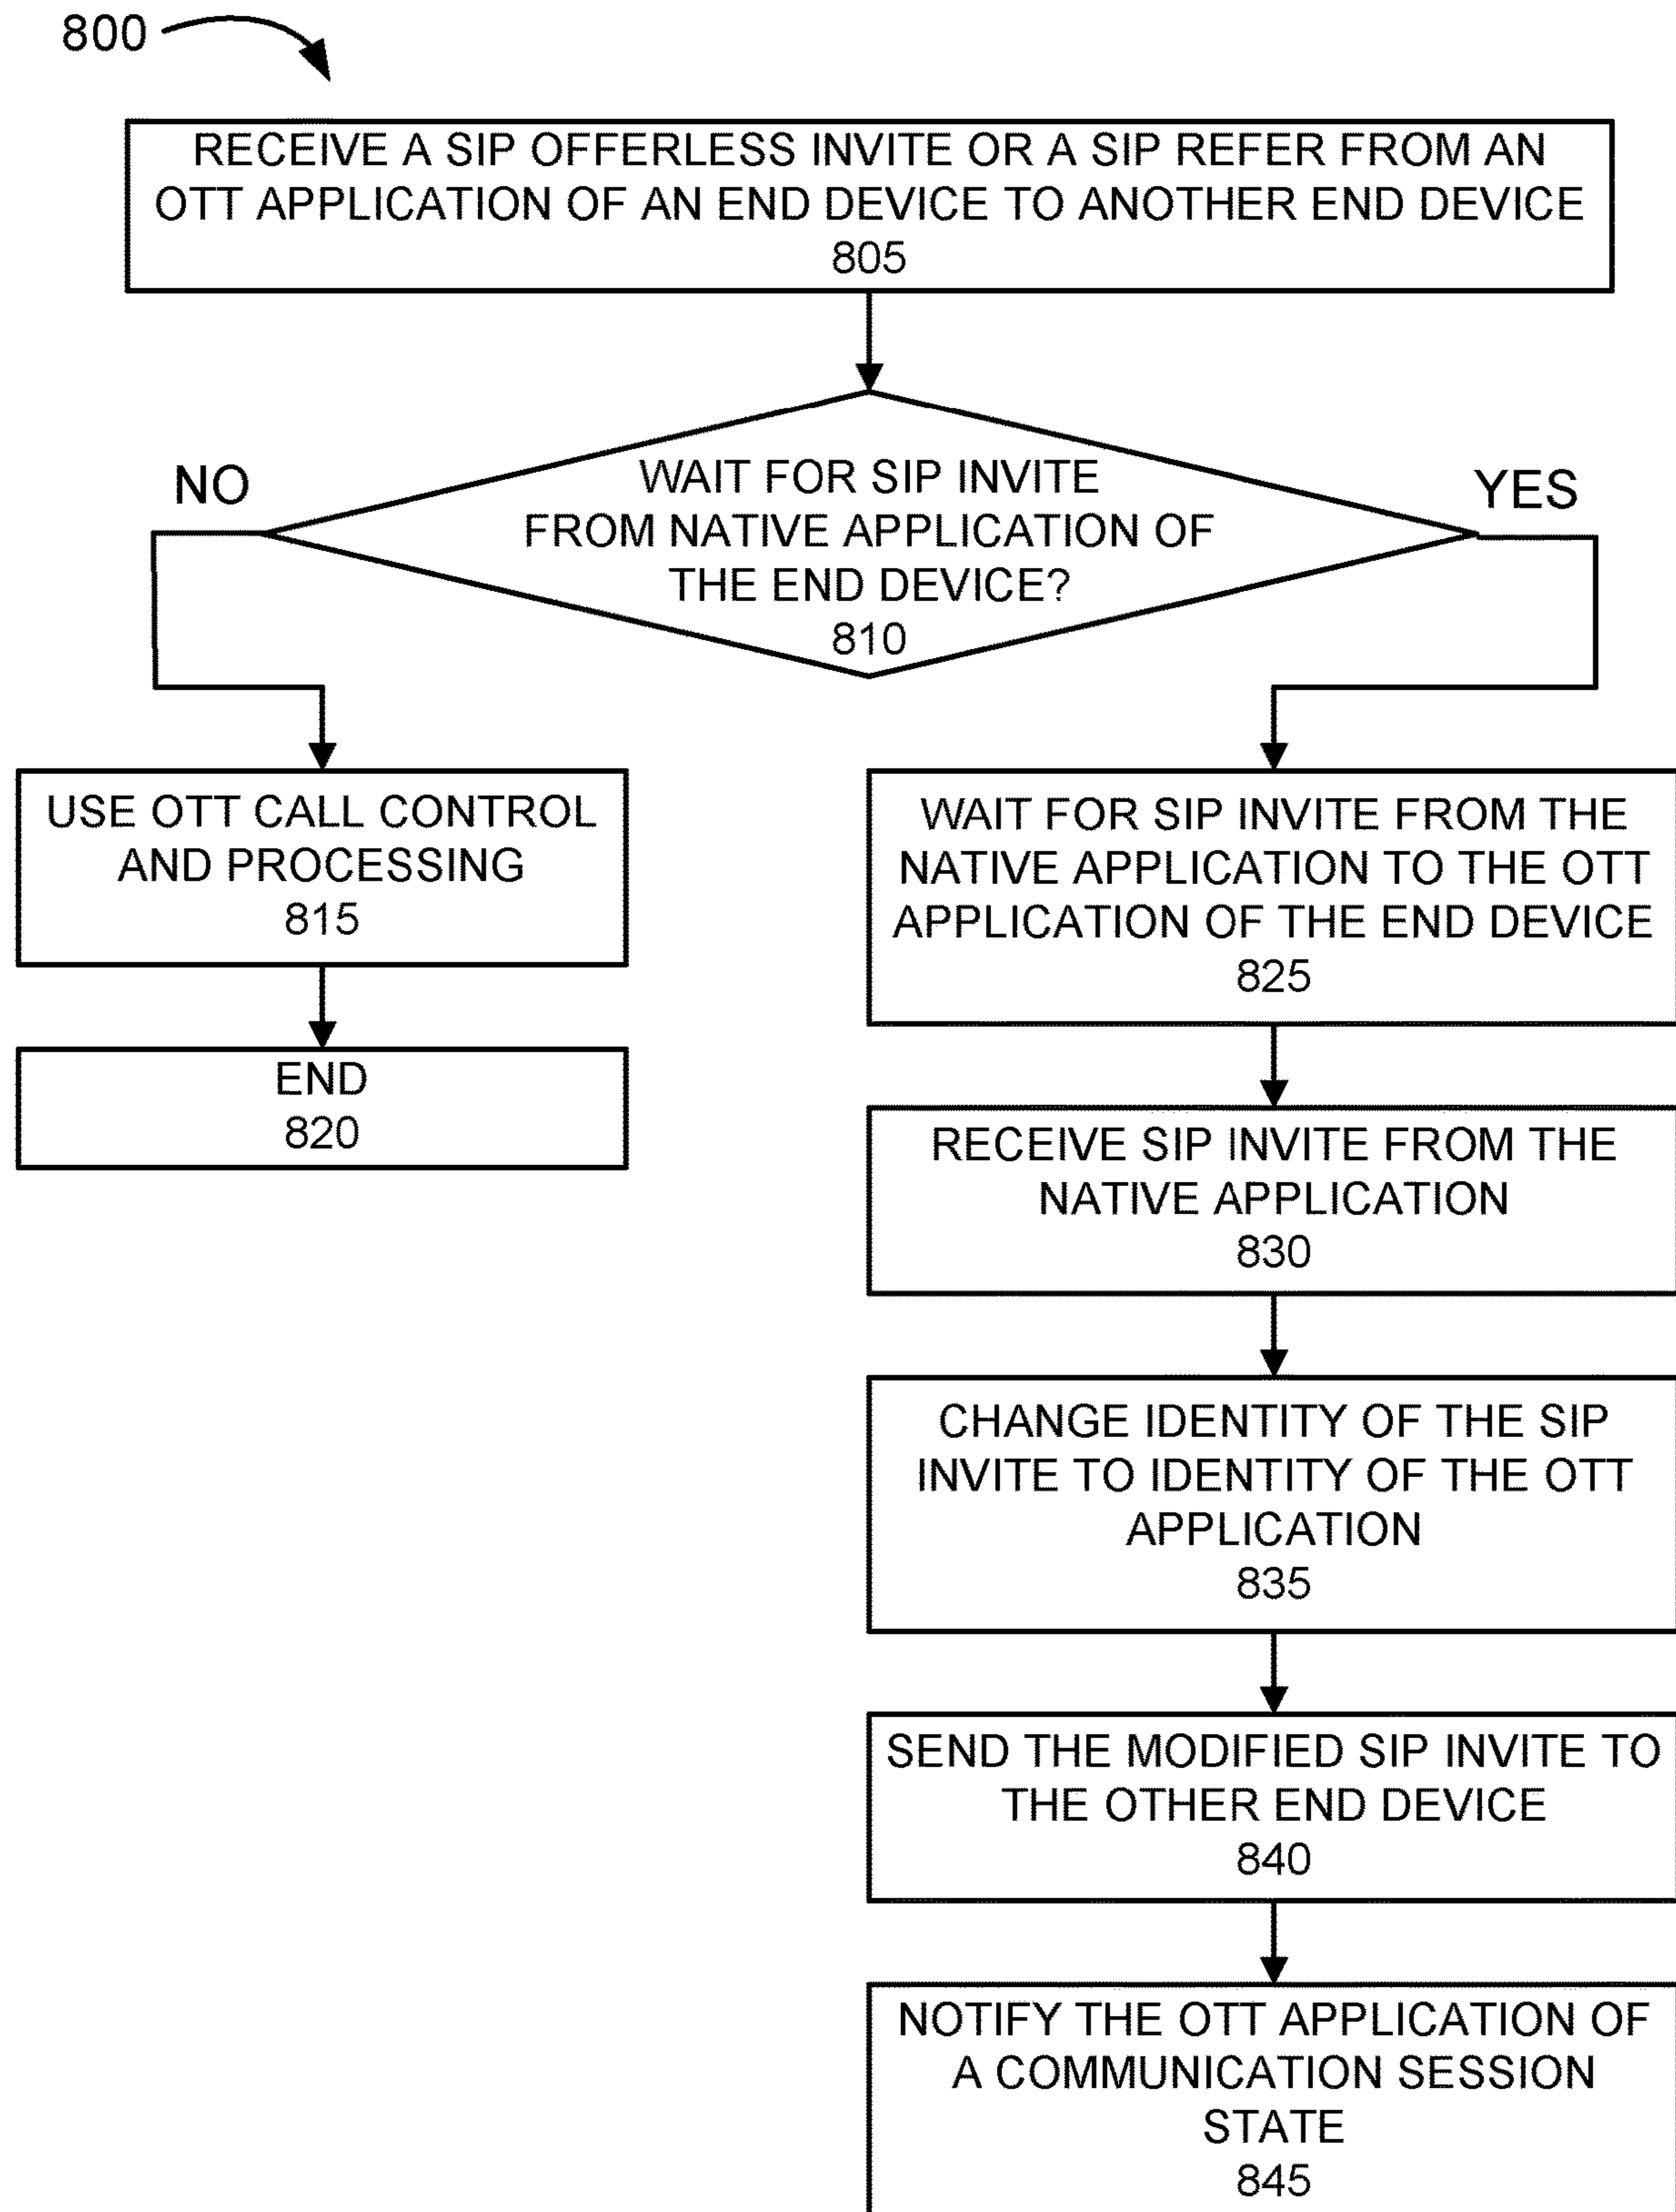 800
RECEIVE A SIP OFFERLESS INVITE OR A SIP REFER FROM AN
OTT APPLICATION OF AN END DEVICE TO ANOTHER END DEVICE
805
WAIT FOR SIP INVITE
FROM NATIVE APPLICATION OF
THE END DEVICE?
810
NO
YES
USE OTT CALL CONTROL
AND PROCESSING
815
END
820
WAIT FOR SIP INVITE FROM THE
NATIVE APPLICATION TO THE OTT
APPLICATION OF THE END DEVICE
825
RECEIVE SIP INVITE FROM THE
NATIVE APPLICATION
830
CHANGE IDENTITY OF THE SIP
INVITE TO IDENTITY OF THE OTT
APPLICATION
835
SEND THE MODIFIED SIP INVITE TO
THE OTHER END DEVICE
840
NOTIFY THE OTT APPLICATION OF
A COMMUNICATION SESSION
STATE
845